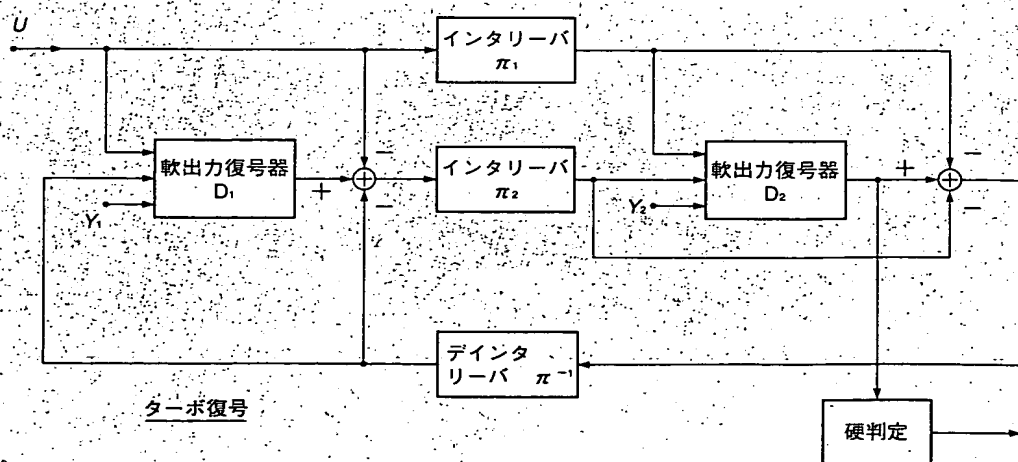 U
インタリーバ
π₁
軟出力復号器
D₁
Y₁
+
−
−
インタリーバ
π₂
軟出力復号器
D₂
Y₂
+
−
−
デインタ
リーバ π⁻¹
ターボ復号
硬判定